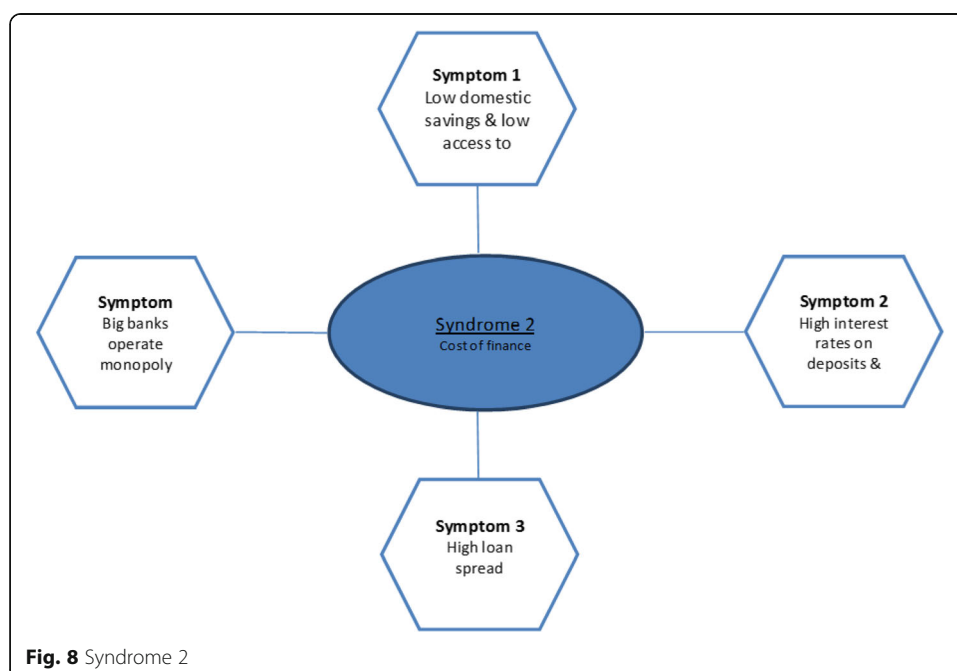 Symptom 1
Low domestic
savings & low
access to
Symptom
Big banks
operate
monopoly
Syndrome 2
Cost of finance
Symptom 2
High interest
rates on
deposits &
Symptom 3
High loan
spread
Fig. 8 Syndrome 2